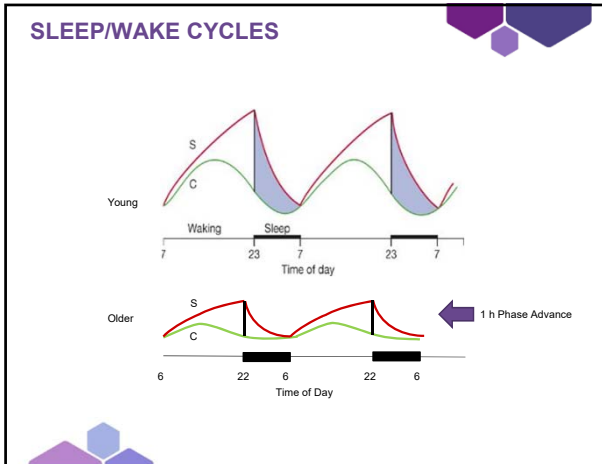 SLEEP/WAKE CYCLES
S
C
Young
Waking Sleep
7 23 7 23 7
Time of day
S
Older
C
1 h Phase Advance
6 22 6 22 6
Time of Day